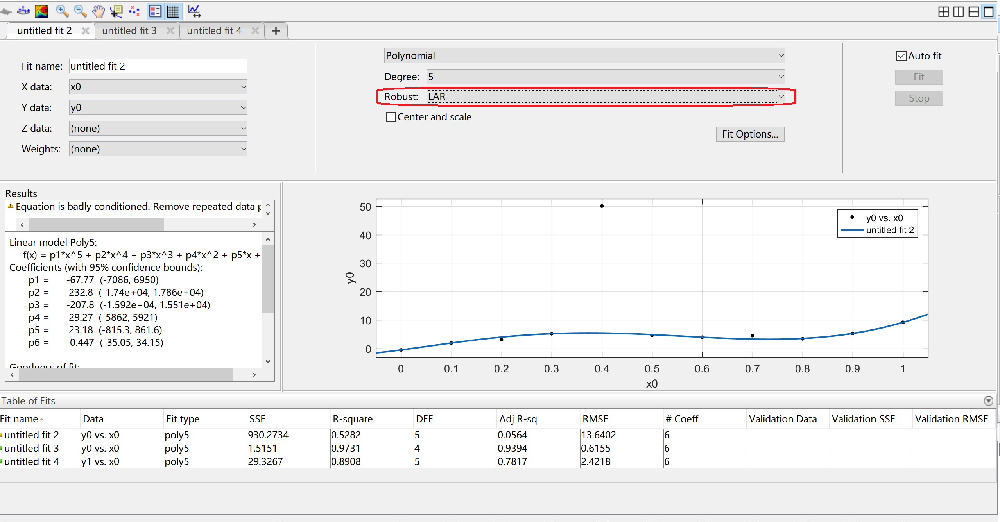 untitled fit 2
untitled fit 3
untitled fit 4
Fit name: untitled fit 2
X data: x0
Y data: y0
Z data: (none)
Weights: (none)
Polynomial
Degree: 5
Robust: LAR
Center and scale
Fit Options...
Auto fit
Fit
Stop
Results
Equation is badly conditioned. Remove repeated data p
Linear model Poly5:
f(x) = p1*x^5 + p2*x^4 + p3*x^3 + p4*x^2 + p5*x +
Coefficients (with 95% confidence bounds):
p1 = -67.77 (-7086, 6950)
p2 = 232.8 (-1.74e+04, 1.786e+04)
p3 = -207.8 (-1.592e+04, 1.551e+04)
p4 = 29.27 (-5862, 5921)
p5 = 23.18 (-815.3, 861.6)
p6 = -0.447 (-35.05, 34.15)
Goodness of fit:
50
40
30
20
10
0
y0
0 0.1 0.2 0.3 0.4 0.5 0.6 0.7 0.8 0.9 1
x0
y0 vs. x0
untitled fit 2
Table of Fits
Fit name Data Fit type SSE R-square DFE Adj R-sq RMSE # Coeff Validation Data Validation SSE Validation RMSE
untitled fit 2 y0 vs. x0 poly5 930.2734 0.5282 5 0.0564 13.6402 6
untitled fit 3 y0 vs. x0 poly5 1.5151 0.9731 4 0.9394 0.6155 6
untitled fit 4 y1 vs. x0 poly5 29.3267 0.8908 5 0.7817 2.4218 6